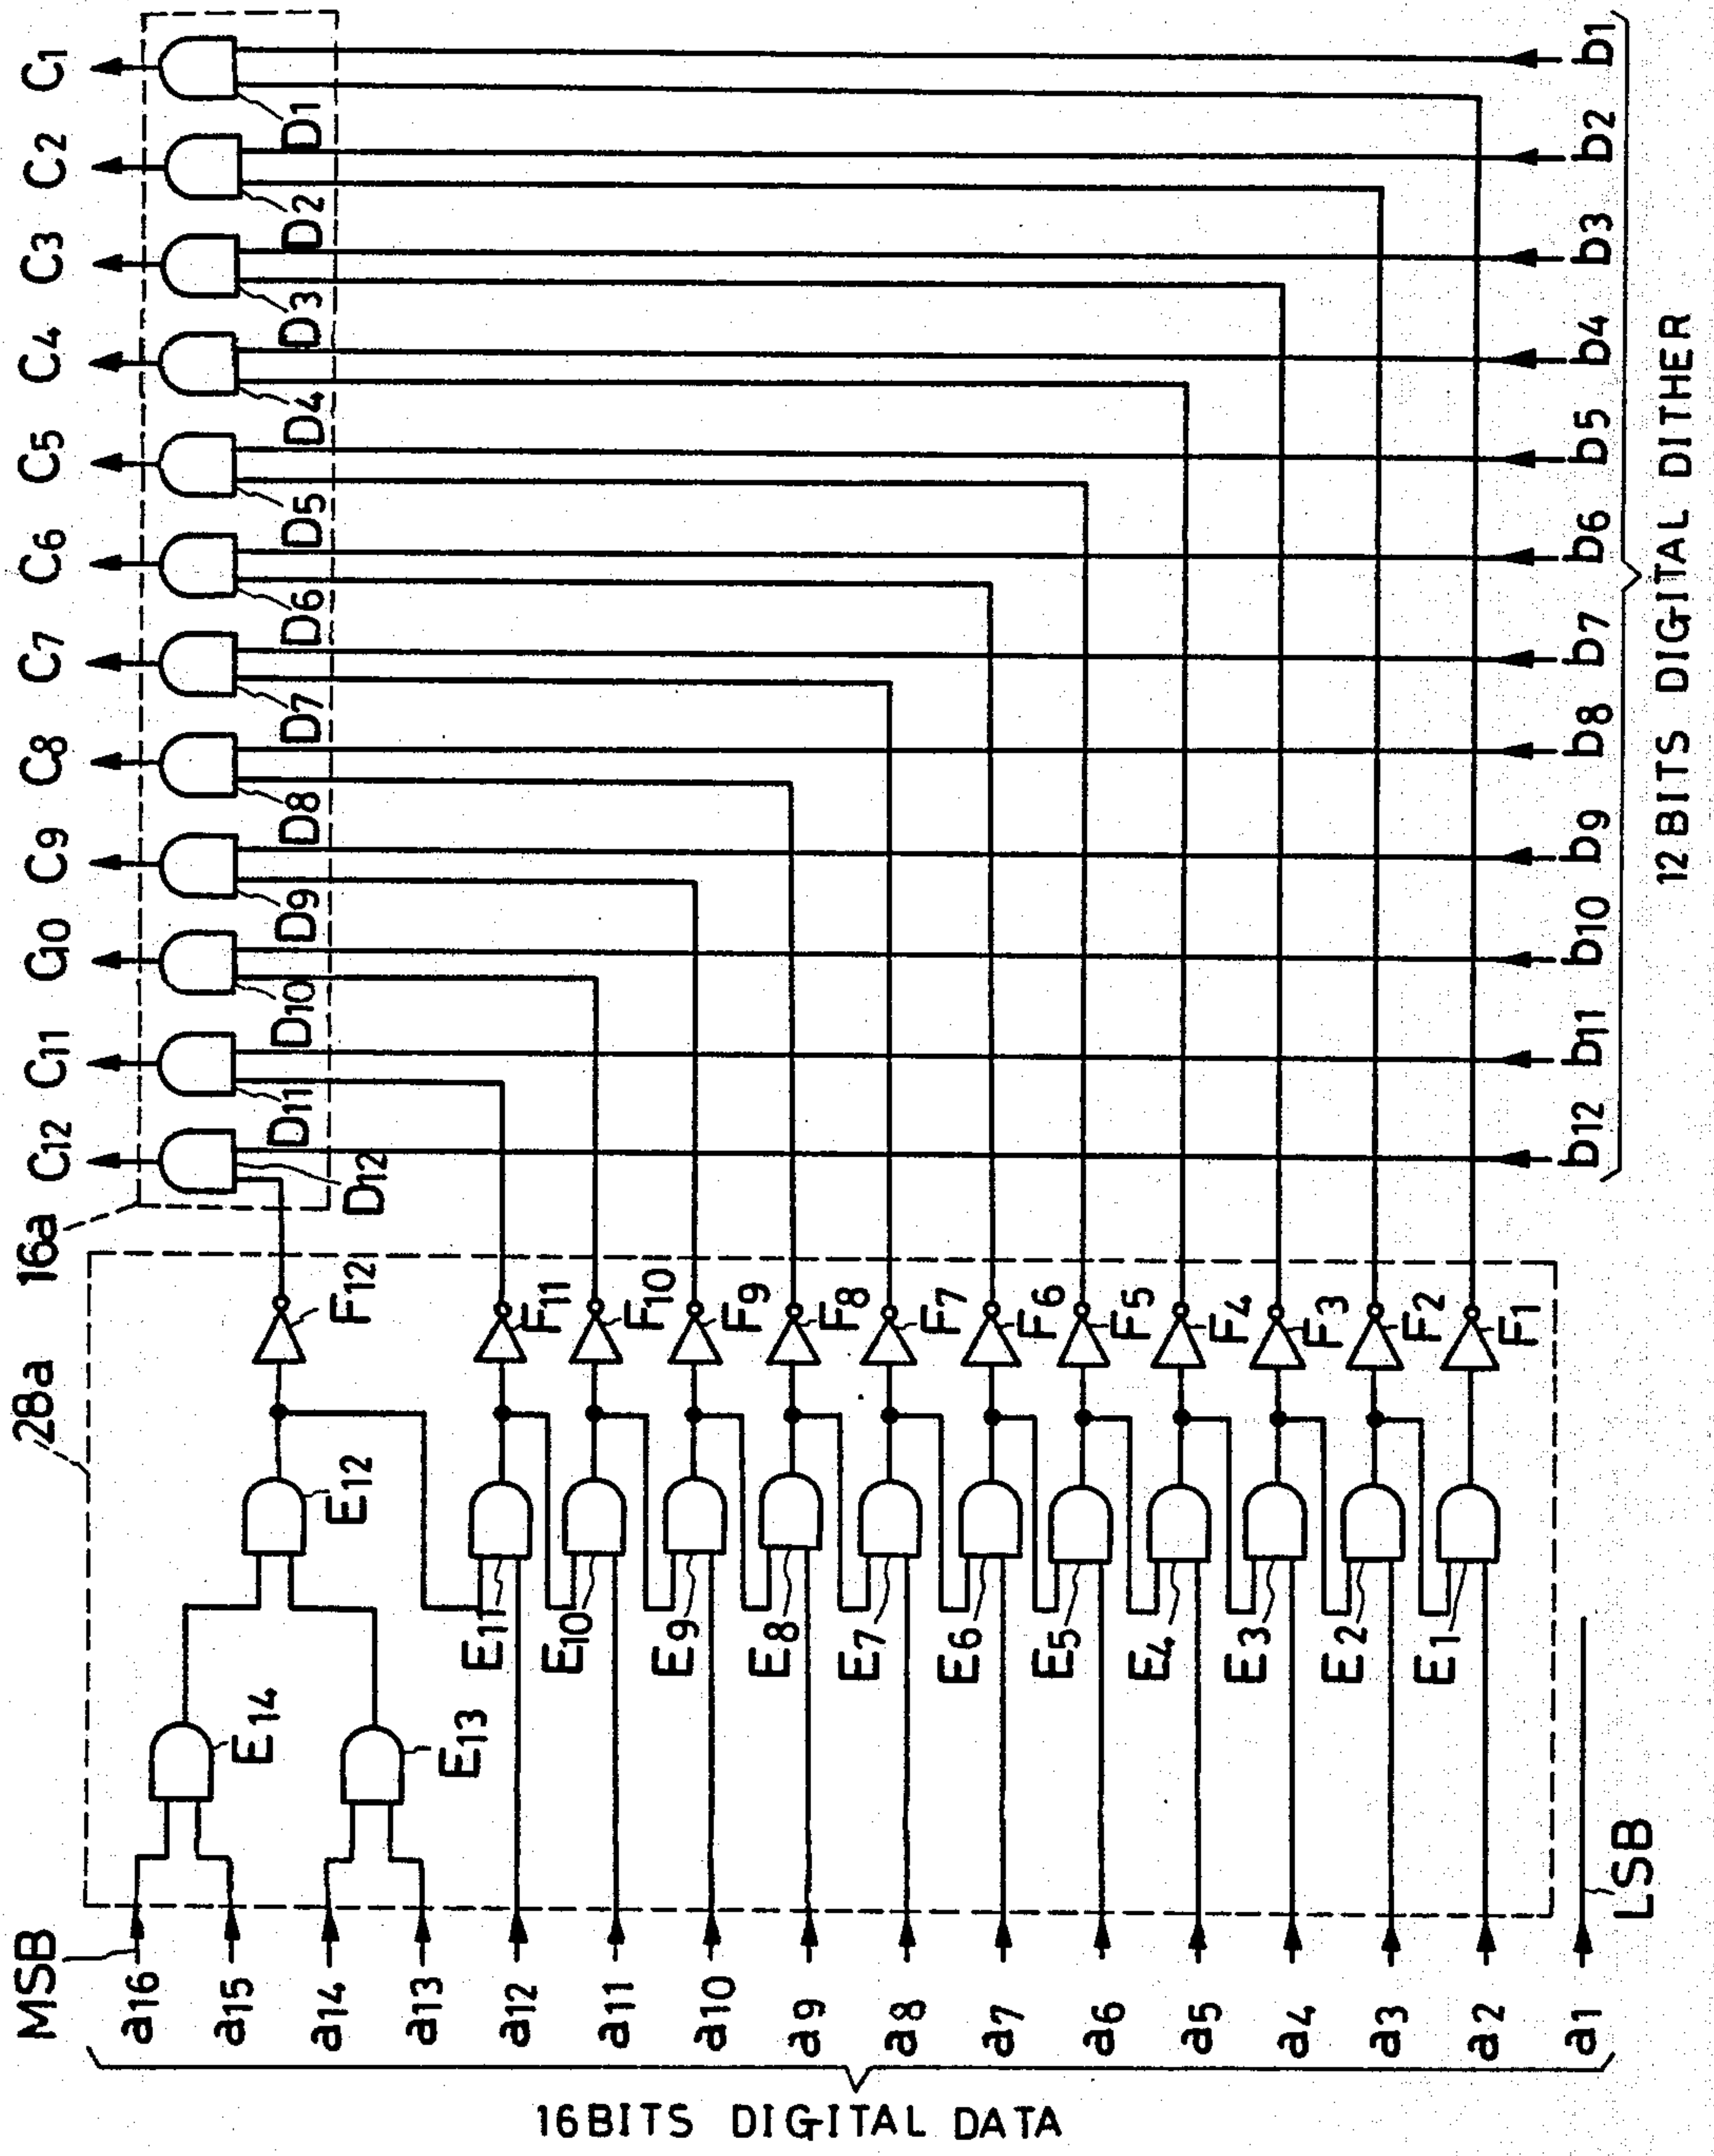 C1
C2
C3
C4
C5
C6
C7
C8
C9
G10
C11
C12
D1
D2
D3
D4
D5
D6
D7
D8
D9
D10
D11
D12
16a
28a
F12
F11
F10
F9
F8
F7
F6
F5
F4
F3
F2
F1
E12
E11
E10
E9
E8
E7
E6
E5
E4
E3
E2
E1
E14
E13
b1
b2
b3
b4
b5
b6
b7
b8
b9
b10
b11
b12
12 BITS DIGITAL DITHER
MSB
a16
a15
a14
a13
a12
a11
a10
a9
a8
a7
a6
a5
a4
a3
a2
a1
LSB
16 BITS DIGITAL DATA